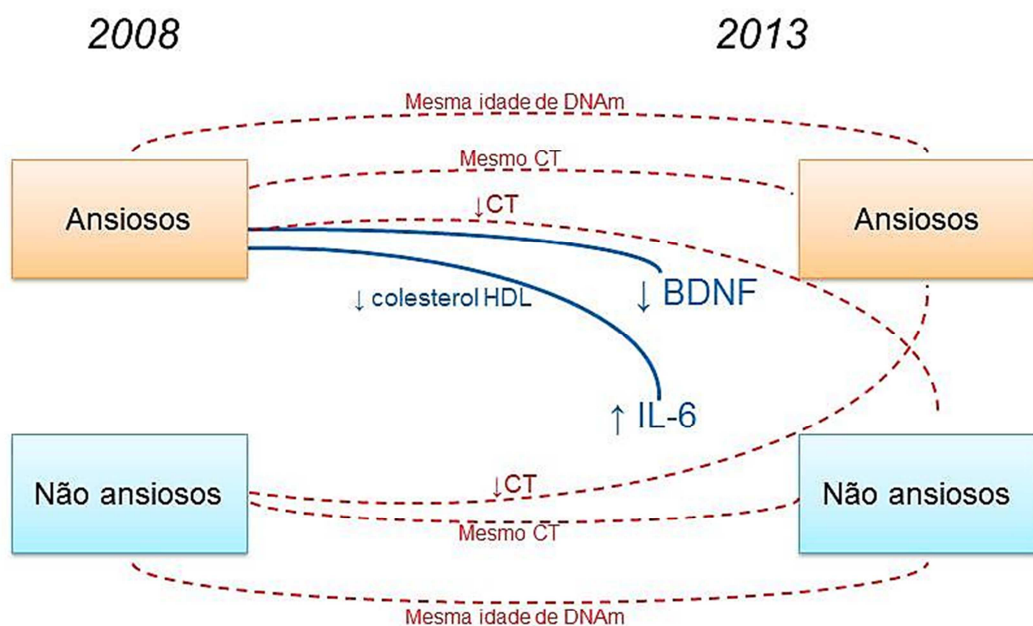 2008
2013
Mesma idade de DNAm
Mesmo CT
Ansiosos
↓CT
Ansiosos
↓ colesterol HDL
↓ BDNF
↑ IL-6
Não ansiosos
↓CT
Não ansiosos
Mesmo CT
Mesma idade de DNAm